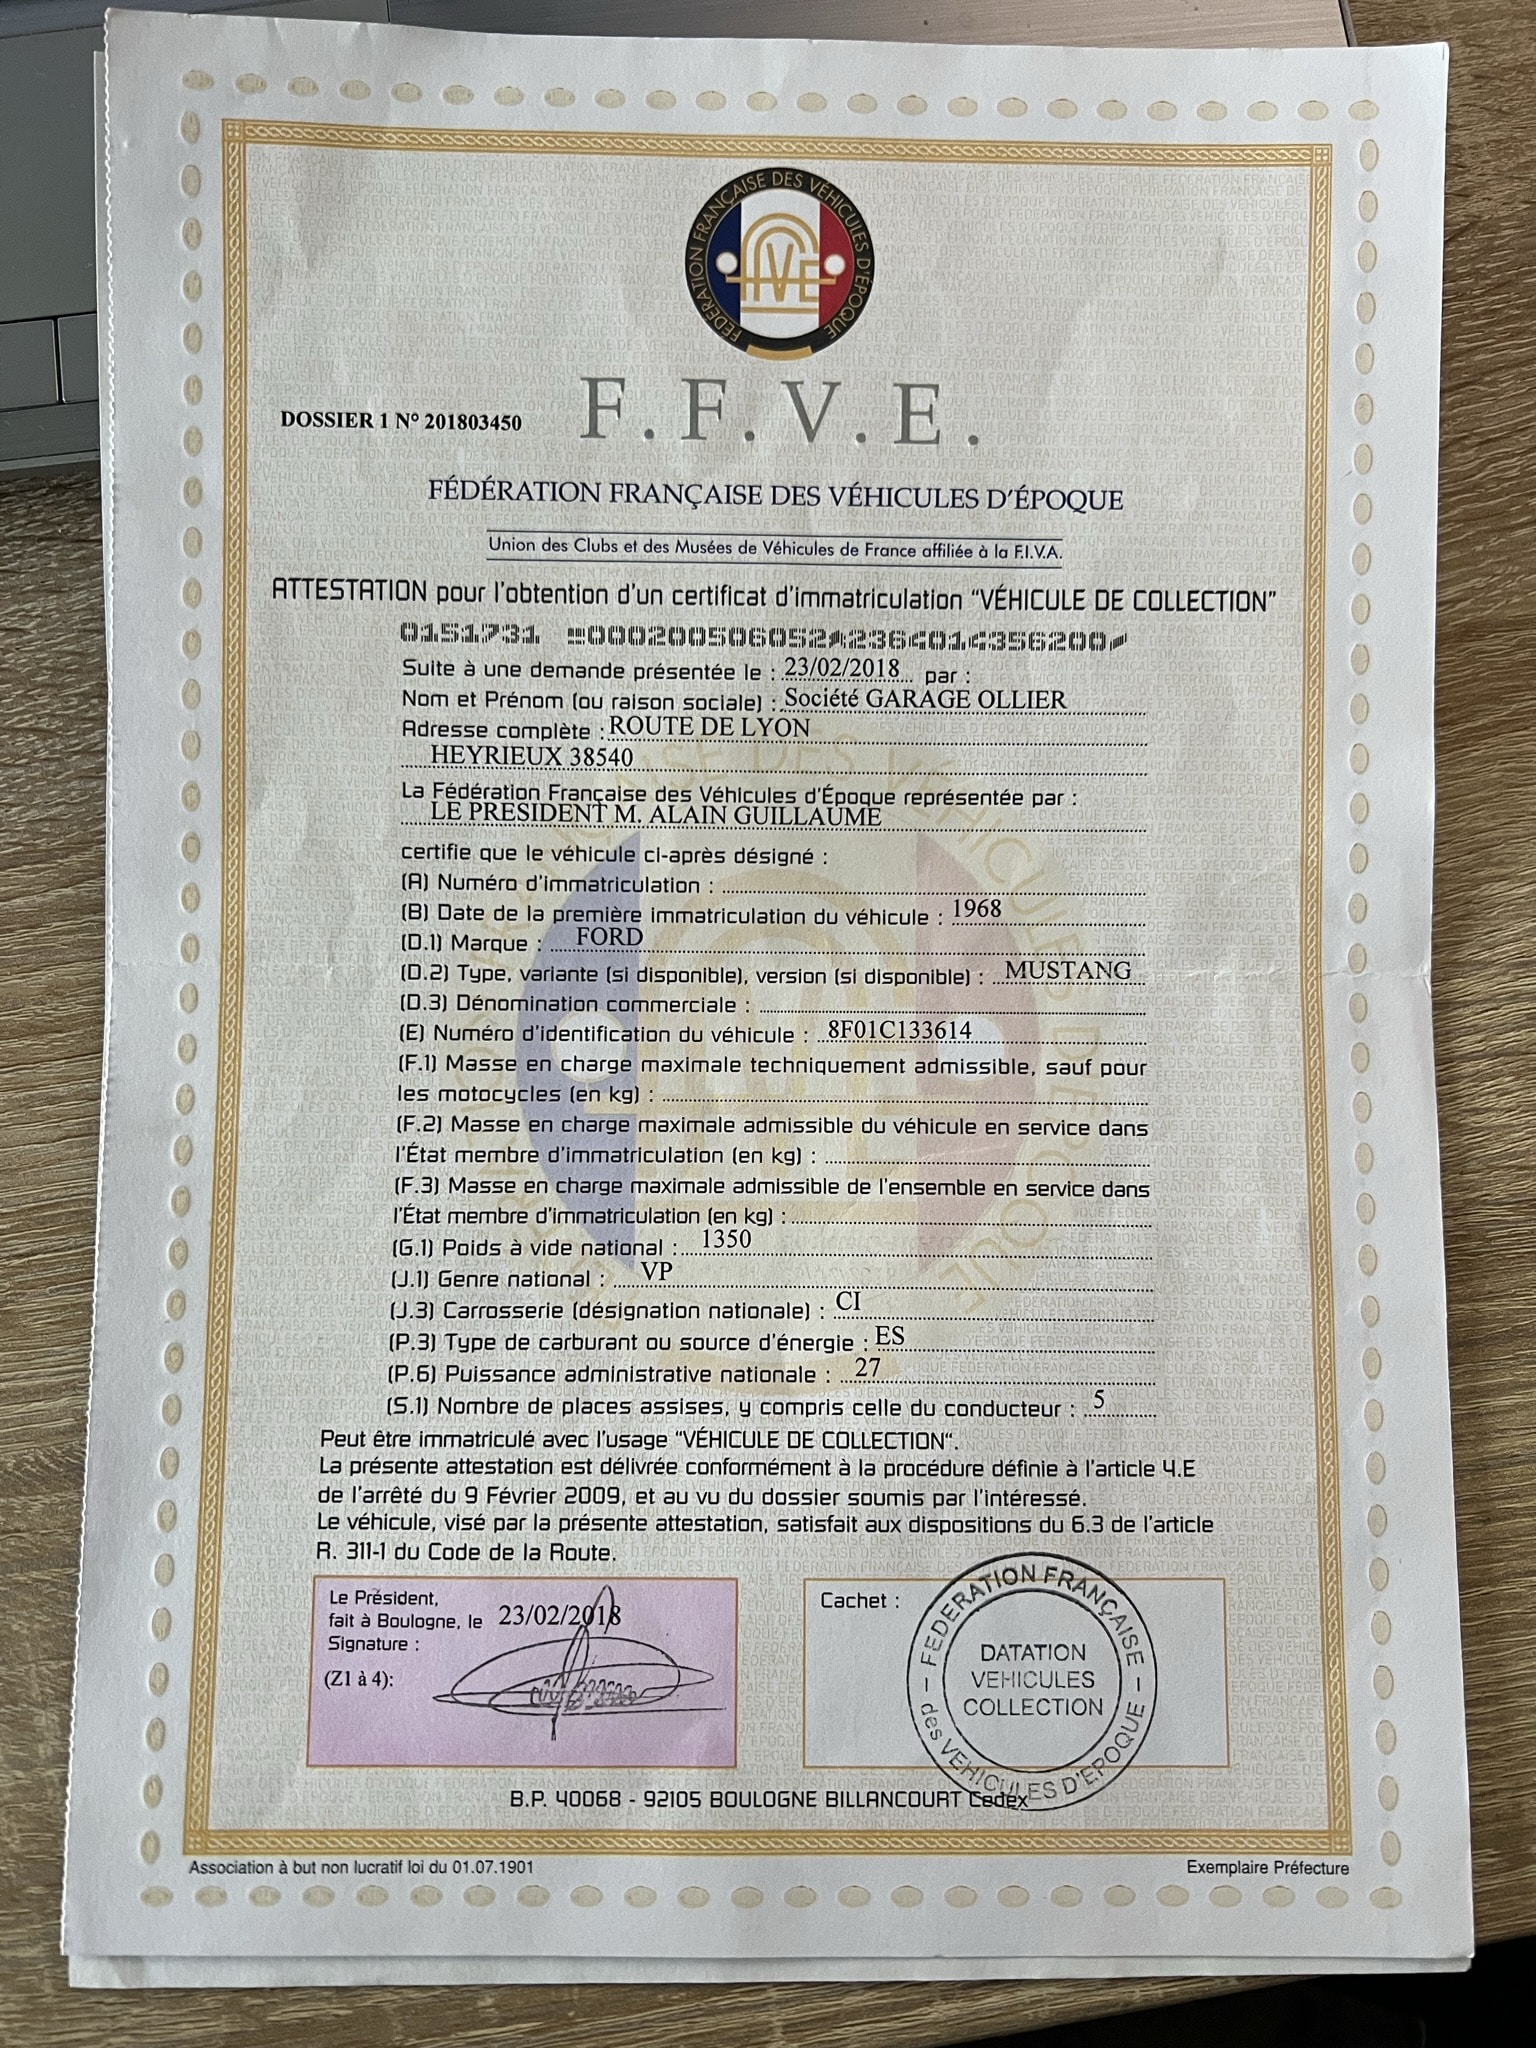 FÉDÉRATION FRANÇAISE DES VÉHICULES D'ÉPOQUE
FFVE
F.F.V.E.
DOSSIER 1 N° 201803450
FÉDÉRATION FRANÇAISE DES VÉHICULES D'ÉPOQUE
Union des Clubs et des Musées de Véhicules de France affiliée à la F.I.V.A.
ATTESTATION pour l'obtention d'un certificat d'immatriculation "VÉHICULE DE COLLECTION"
0151731
Suite à une demande présentée le : 23/02/2018 par :
Nom et Prénom (ou raison sociale) : Société GARAGE OLLIER
Adresse complète : ROUTE DE LYON
HEYRIEUX 38540
La Fédération Française des Véhicules d'Époque représentée par :
LE PRESIDENT M. ALAIN GUILLAUME
certifie que le véhicule ci-après désigné :
(A) Numéro d'immatriculation :
(B) Date de la première immatriculation du véhicule : 1968
(D.1) Marque : FORD
(D.2) Type, variante (si disponible), version (si disponible) : MUSTANG
(D.3) Dénomination commerciale :
(E) Numéro d'identification du véhicule : 8F01C133614
(F.1) Masse en charge maximale techniquement admissible, sauf pour
les motocycles (en kg) :
(F.2) Masse en charge maximale admissible du véhicule en service dans
l'État membre d'immatriculation (en kg) :
(F.3) Masse en charge maximale admissible de l'ensemble en service dans
l'État membre d'immatriculation (en kg) :
(G.1) Poids à vide national : 1350
(J.1) Genre national : VP
(J.3) Carrosserie (désignation nationale) : CI
(P.3) Type de carburant ou source d'énergie : ES
(P.6) Puissance administrative nationale : 27
(S.1) Nombre de places assises, y compris celle du conducteur : 5
Peut être immatriculé avec l'usage "VÉHICULE DE COLLECTION".
La présente attestation est délivrée conformément à la procédure définie à l'article 4.E
de l'arrêté du 9 Février 2009, et au vu du dossier soumis par l'intéressé.
Le véhicule, visé par la présente attestation, satisfait aux dispositions du 6.3 de l'article
R. 311-1 du Code de la Route.
Le Président,
fait à Boulogne, le 23/02/2018
Signature :
(Z1 à 4):
Cachet :
FEDERATION FRANÇAISE
DATATION
VEHICULES
COLLECTION
des VEHICULES D'EPOQUE
B.P. 40068 - 92105 BOULOGNE BILLANCOURT Cedex
Association à but non lucratif loi du 01.07.1901
Exemplaire Préfecture